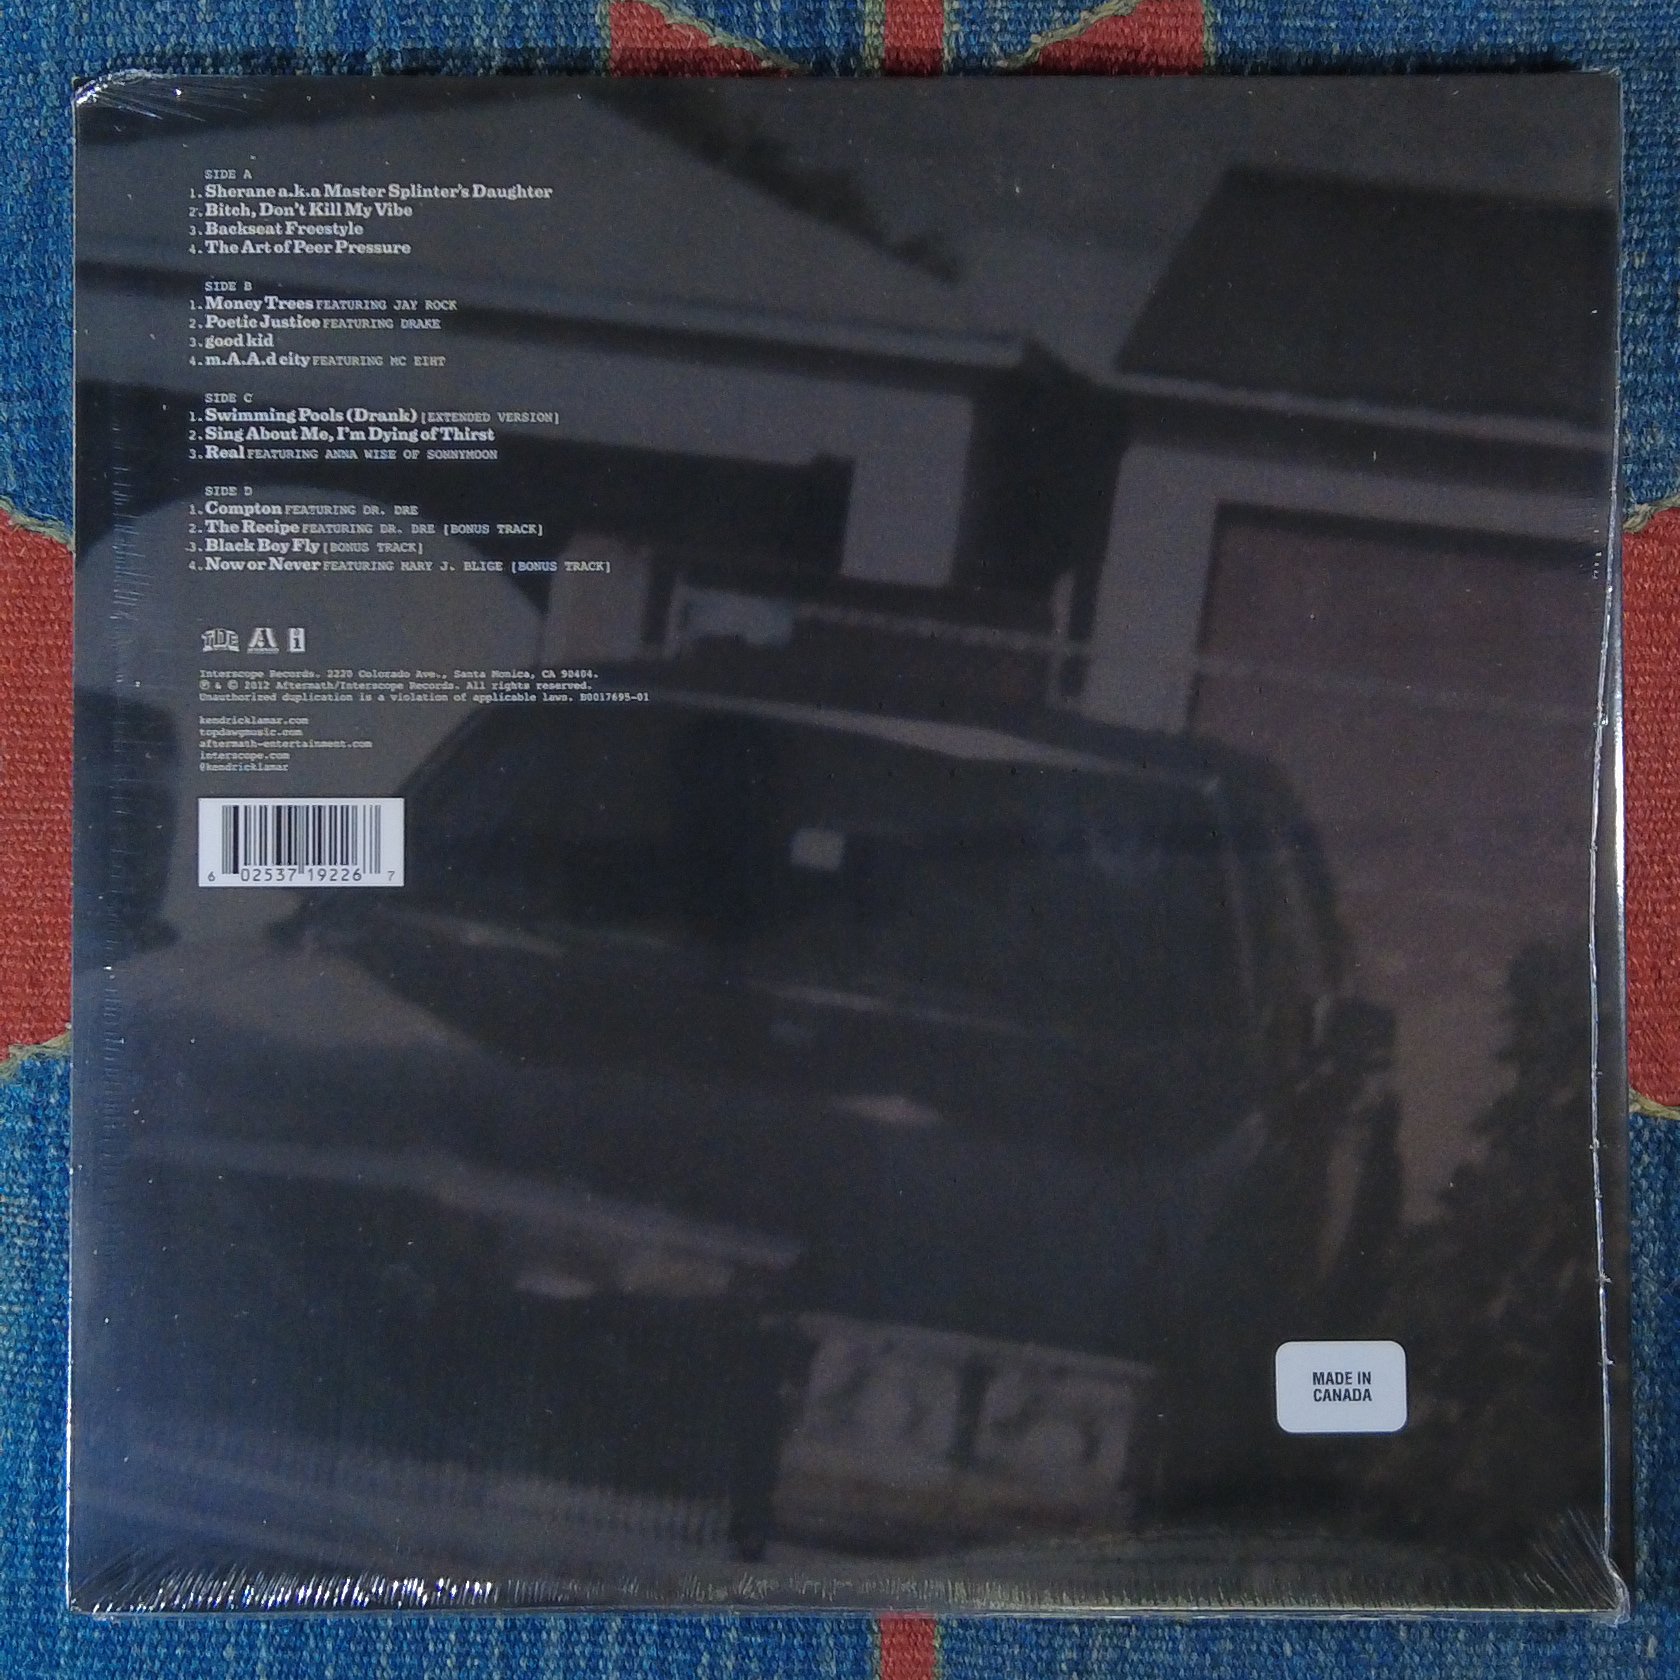 SIDE A
1. Sherane a.k.a Master Splinter's Daughter
2. Bitch, Don't Kill My Vibe
3. Backseat Freestyle
4. The Art of Peer Pressure
SIDE B
1. Money Trees FEATURING JAY ROCK
2. Poetic Justice FEATURING DRAKE
3. good kid
4. m.A.A.d city FEATURING MC EIHT
SIDE C
1. Swimming Pools (Drank) [EXTENDED VERSION]
2. Sing About Me, I'm Dying of Thirst
3. Real FEATURING ANNA WISE OF SONNYMOON
SIDE D
1. Compton FEATURING DR. DRE
2. The Recipe FEATURING DR. DRE [BONUS TRACK]
3. Black Boy Fly [BONUS TRACK]
4. Now or Never FEATURING MARY J. BLIGE [BONUS TRACK]
TDE A i
Interscope Records. 2220 Colorado Ave., Santa Monica, CA 90404.
℗ & © 2012 Aftermath/Interscope Records. All rights reserved.
Unauthorized duplication is a violation of applicable laws. B0017695-01
kendricklamar.com
topdawgmusic.com
aftermath-entertainment.com
interscope.com
@kendricklamar
6 02537 19226 7
MADE IN
CANADA